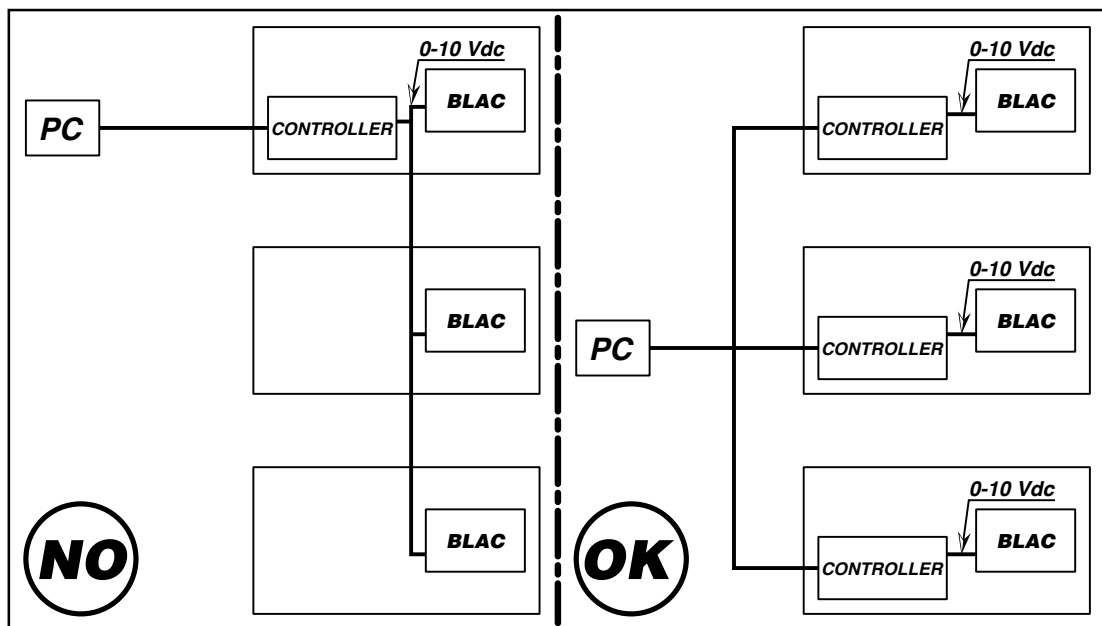 0-10 Vdc
BLAC
PC
CONTROLLER
BLAC
BLAC
NO
0-10 Vdc
BLAC
CONTROLLER
0-10 Vdc
BLAC
PC
CONTROLLER
0-10 Vdc
BLAC
CONTROLLER
OK